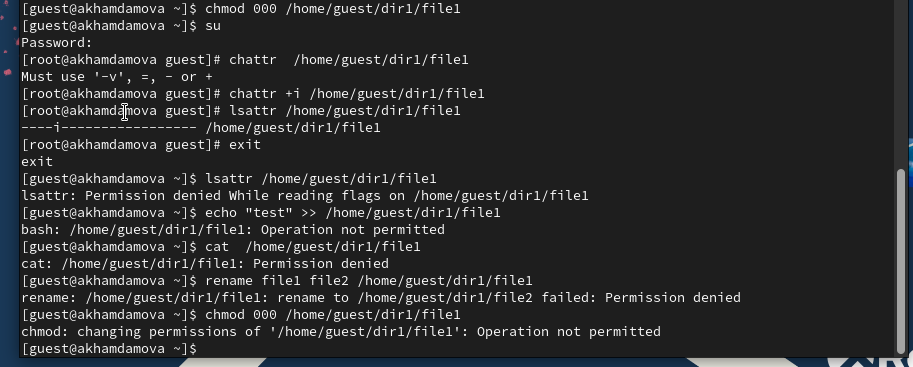 [guest@akhamdamova ~]$ chmod 000 /home/guest/dir1/file1
[guest@akhamdamova ~]$ su
Password:
[root@akhamdamova guest]# chattr  /home/guest/dir1/file1
Must use '-v', =, - or +
[root@akhamdamova guest]# chattr +i /home/guest/dir1/file1
[root@akhamdamova guest]# lsattr /home/guest/dir1/file1
----i----------------- /home/guest/dir1/file1
[root@akhamdamova guest]# exit
exit
[guest@akhamdamova ~]$ lsattr /home/guest/dir1/file1
lsattr: Permission denied While reading flags on /home/guest/dir1/file1
[guest@akhamdamova ~]$ echo "test" >> /home/guest/dir1/file1
bash: /home/guest/dir1/file1: Operation not permitted
[guest@akhamdamova ~]$ cat  /home/guest/dir1/file1
cat: /home/guest/dir1/file1: Permission denied
[guest@akhamdamova ~]$ rename file1 file2 /home/guest/dir1/file1
rename: /home/guest/dir1/file1: rename to /home/guest/dir1/file2 failed: Permission denied
[guest@akhamdamova ~]$ chmod 000 /home/guest/dir1/file1
chmod: changing permissions of '/home/guest/dir1/file1': Operation not permitted
[guest@akhamdamova ~]$